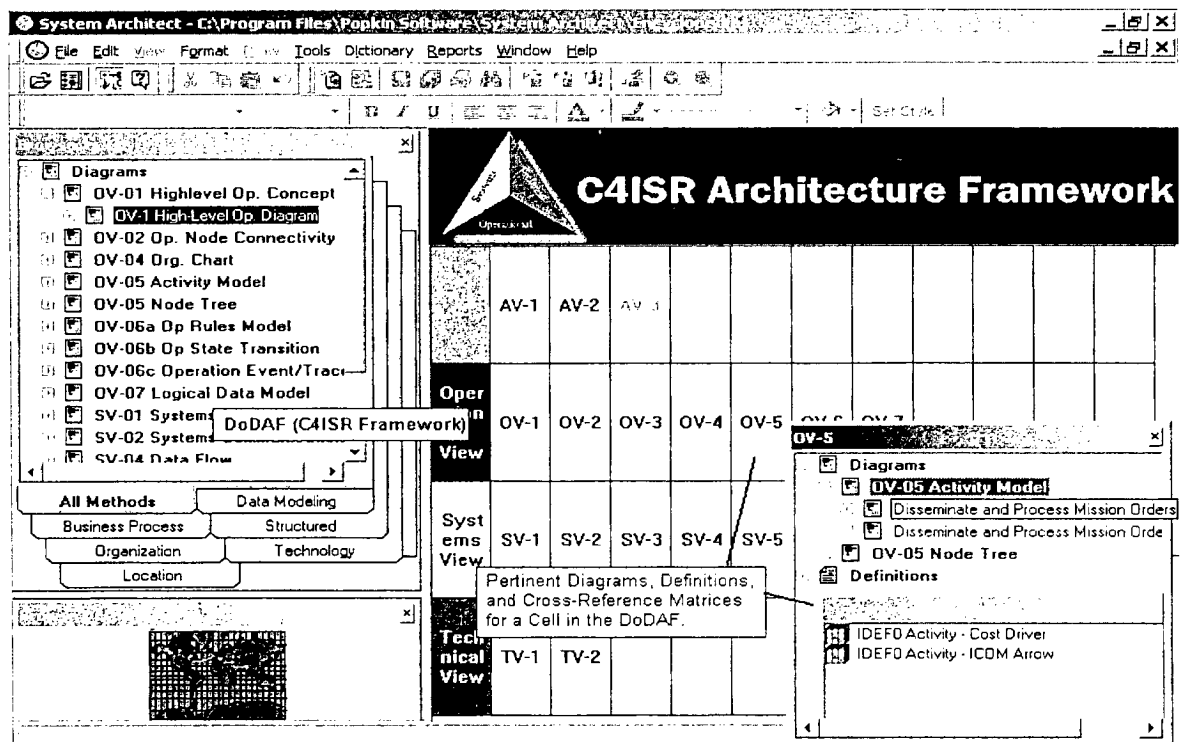 System Architect - C:\Program Files\Popkin Software\System Architect
File Edit View Format Tools Dictionary Reports Window Help
B I U A Set Style
Diagrams
OV-01 Highlevel Op. Concept
OV-1 High-Level Op. Diagram
OV-02 Op. Node Connectivity
OV-04 Org. Chart
OV-05 Activity Model
OV-05 Node Tree
OV-06a Op Rules Model
OV-06b Op State Transition
OV-06c Operation Event/Trace
OV-07 Logical Data Model
SV-01 Systems
SV-02 Systems
SV-04 Data Flow
DoDAF (C4ISR Framework)
All Methods Data Modeling
Business Process Structured
Organization Technology
Location
Systems
Operational
C4ISR Architecture Framework
AV-1 AV-2 AV-3
Oper
View
OV-1 OV-2 OV-3 OV-4 OV-5 OV-6 OV-7
Syst
ems
View
SV-1 SV-2 SV-3 SV-4 SV-5
Tech
nical
View
TV-1 TV-2
Pertinent Diagrams, Definitions,
and Cross-Reference Matrices
for a Cell in the DoDAF.
OV-5
Diagrams
OV-05 Activity Model
Disseminate and Process Mission Orders
Disseminate and Process Mission Orde
OV-05 Node Tree
Definitions
IDEF0 Activity - Cost Driver
IDEF0 Activity - ICOM Arrow